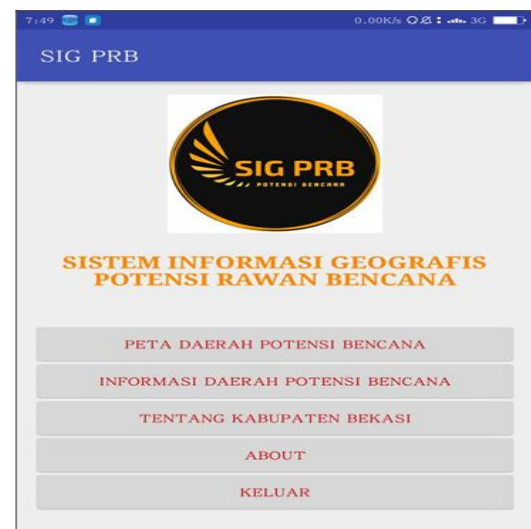 7:49 0.00K/s 3G
SIG PRB
SIG PRB
POTENSI BENCANA
SISTEM INFORMASI GEOGRAFIS
POTENSI RAWAN BENCANA
PETA DAERAH POTENSI BENCANA
INFORMASI DAERAH POTENSI BENCANA
TENTANG KABUPATEN BEKASI
ABOUT
KELUAR